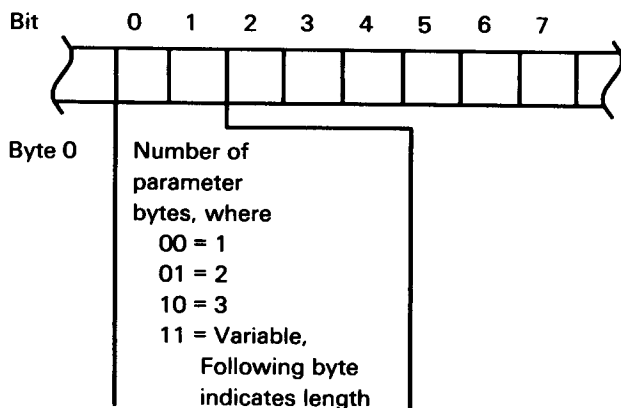 Bit 0 1 2 3 4 5 6 7
Byte 0 Number of
parameter
bytes, where
00 = 1
01 = 2
10 = 3
11 = Variable,
Following byte
indicates length